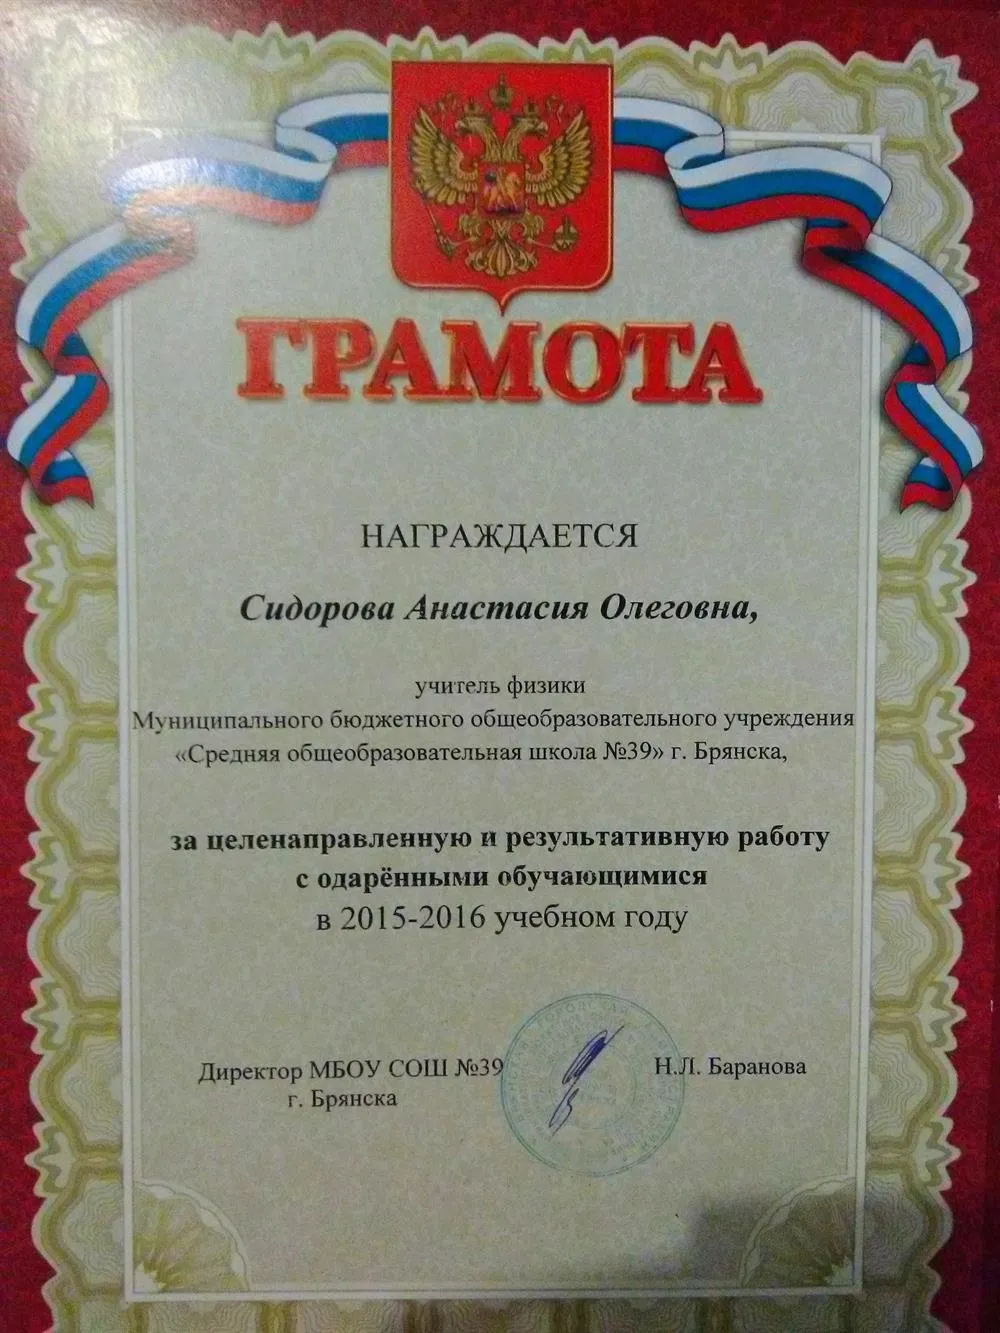 ГРАМОТА
НАГРАЖДАЕТСЯ
Сидорова Анастасия Олеговна,
учитель физики
Муниципального бюджетного общеобразовательного учреждения
«Средняя общеобразовательная школа №39» г. Брянска,
за целенаправленную и результативную работу
с одарёнными обучающимися
в 2015-2016 учебном году
Директор МБОУ СОШ №39
г. Брянска
Н.Л. Баранова